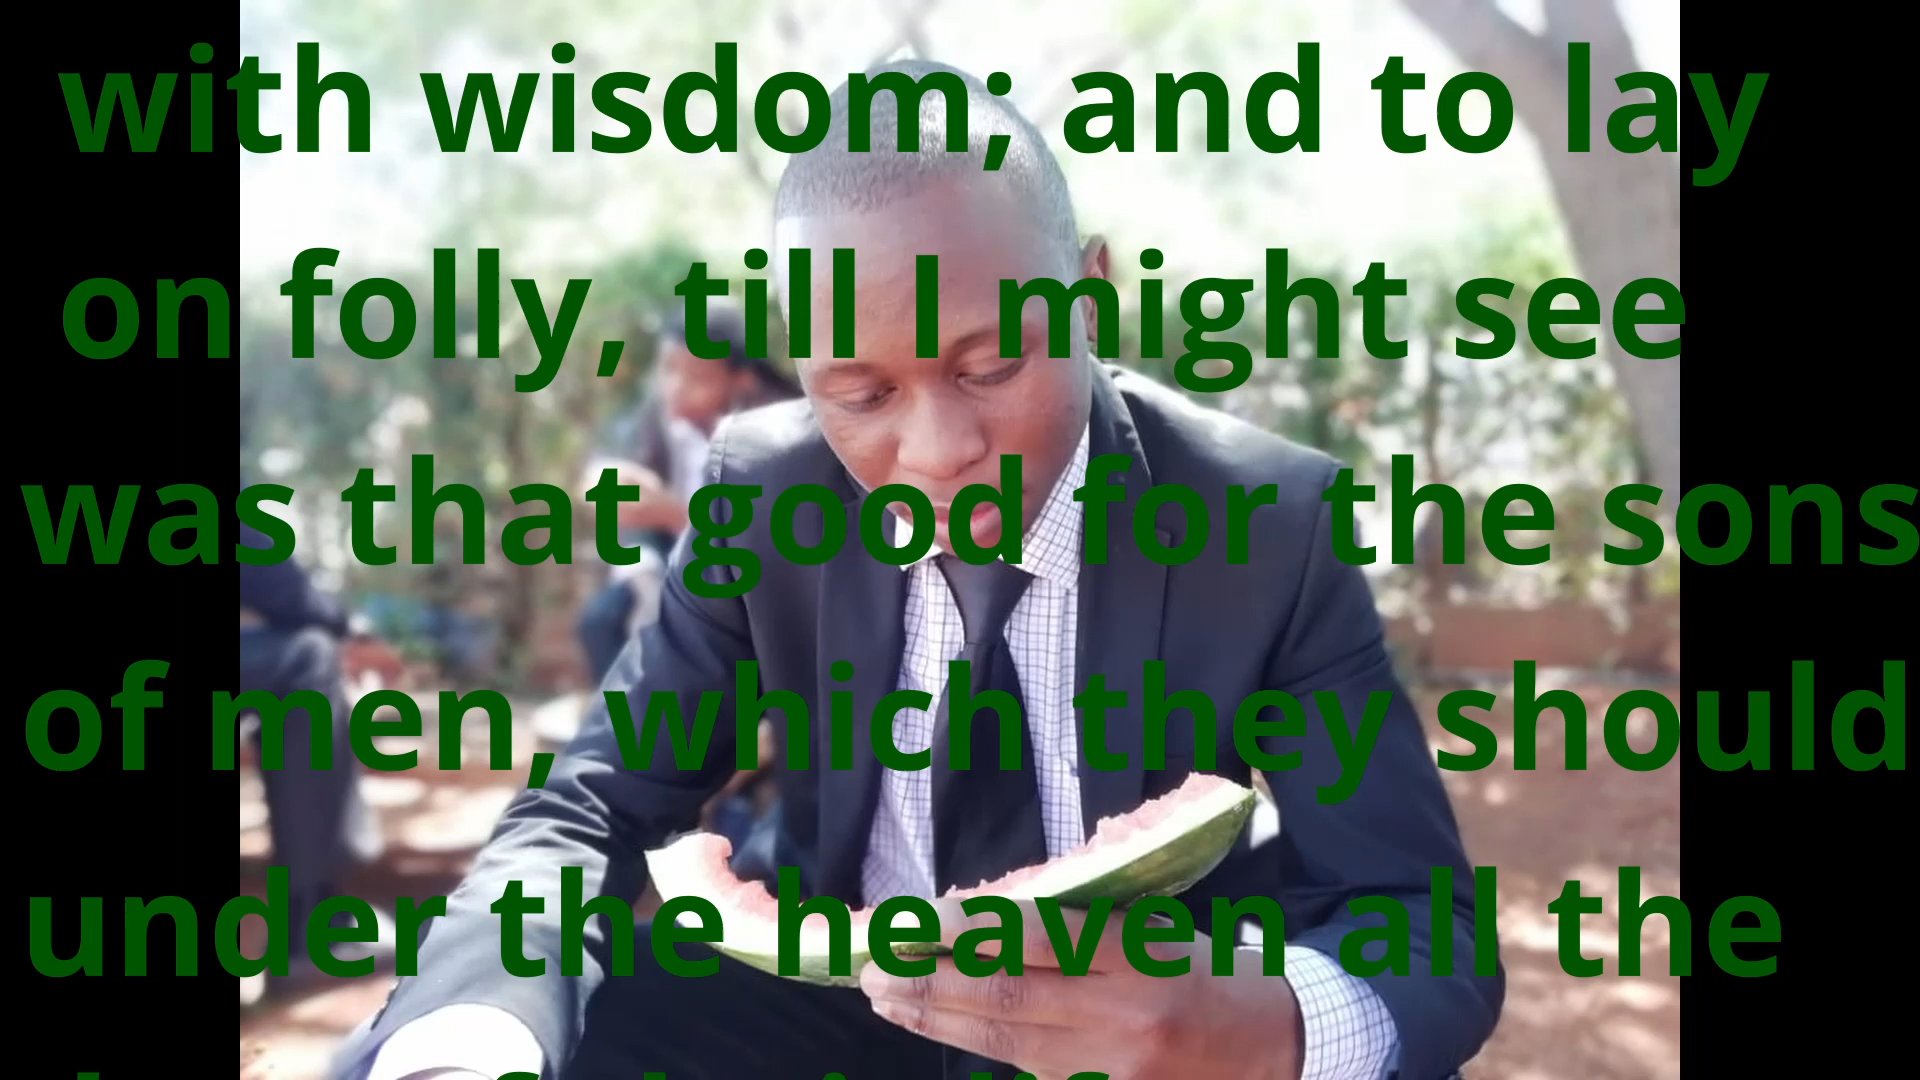 with wisdom; and to lay
on folly, till I might see
was that good for the sons
of men, which they should
under the heaven all the